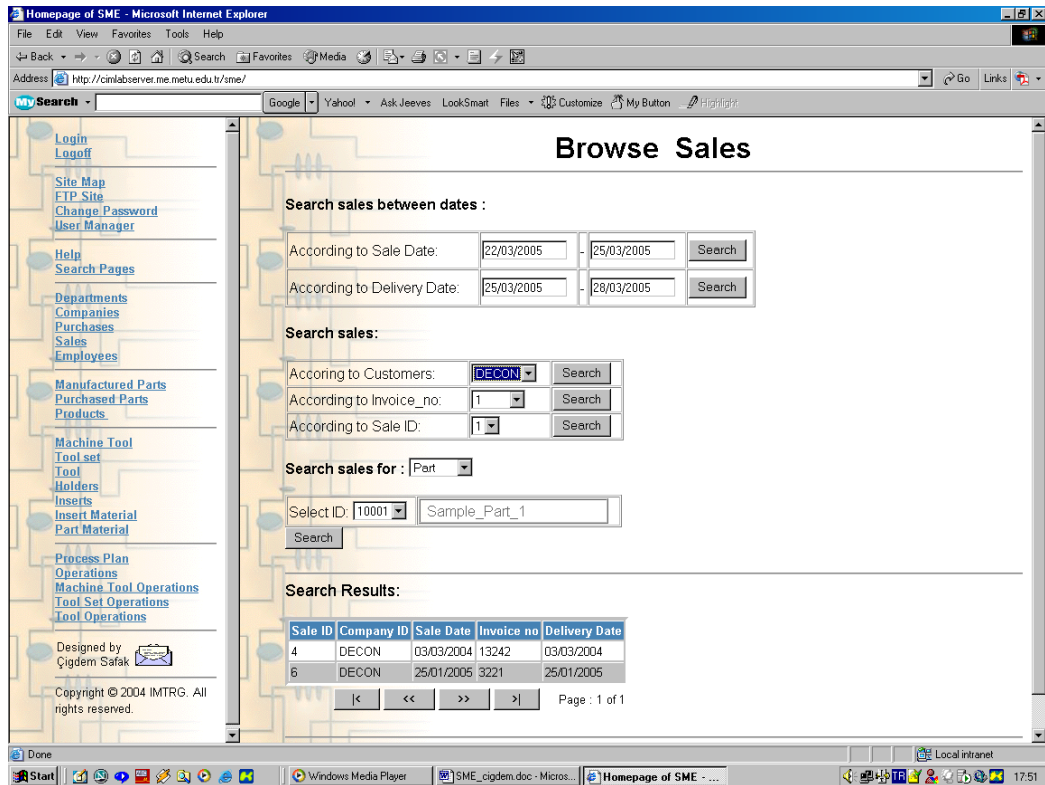 Homepage of SME - Microsoft Internet Explorer
File Edit View Favorites Tools Help
Back Search Favorites Media
Address http://cimlabserver.me.metu.edu.tr/sme/ Go Links
My Search Google Yahoo! Ask Jeeves LookSmart Files Customize My Button Highlight
Login
Logoff
Site Map
FTP Site
Change Password
User Manager
Help
Search Pages
Departments
Companies
Purchases
Sales
Employees
Manufactured Parts
Purchased Parts
Products
Machine Tool
Tool set
Tool
Holders
Inserts
Insert Material
Part Material
Process Plan
Operations
Machine Tool Operations
Tool Set Operations
Tool Operations
Designed by
Çigdem Safak
Copyright © 2004 IMTRG. All
rights reserved.
Browse Sales
Search sales between dates :
According to Sale Date: 22/03/2005 - 25/03/2005 Search
According to Delivery Date: 25/03/2005 - 28/03/2005 Search
Search sales:
Accoring to Customers: DECON Search
According to Invoice_no: 1 Search
According to Sale ID: 1 Search
Search sales for : Part
Select ID: 10001 Sample_Part_1
Search
Search Results:
Sale ID Company ID Sale Date Invoice no Delivery Date
4 DECON 03/03/2004 13242 03/03/2004
6 DECON 25/01/2005 3221 25/01/2005
|< << >> >| Page : 1 of 1
Done Local intranet
Start Windows Media Player SME_cigdem.doc - Micros... Homepage of SME - ... TR 17:51